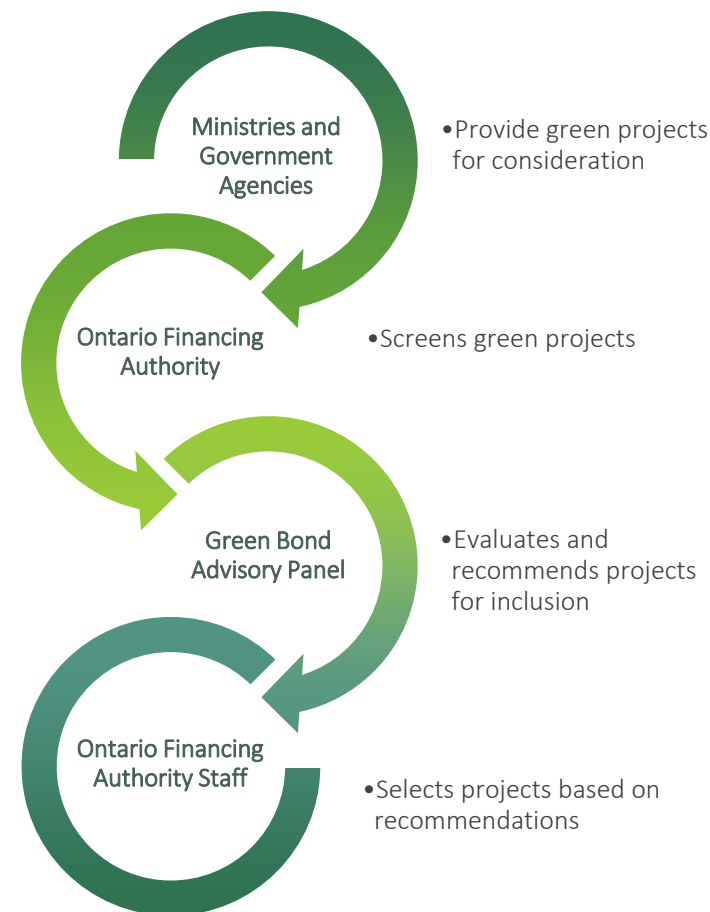 Ministries and
Government
Agencies
•Provide green projects
for consideration
Ontario Financing
Authority
•Screens green projects
Green Bond
Advisory Panel
•Evaluates and
recommends projects
for inclusion
Ontario Financing
Authority Staff
•Selects projects based on
recommendations